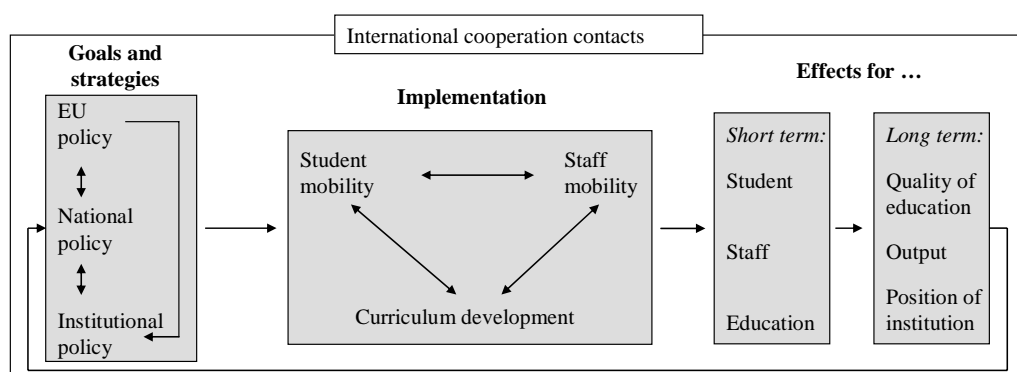 International cooperation contacts
Goals and
strategies
EU
policy
National
policy
Institutional
policy
Implementation
Student
mobility
Staff
mobility
Curriculum development
Effects for …
Short term:
Student
Staff
Education
Long term:
Quality of
education
Output
Position of
institution